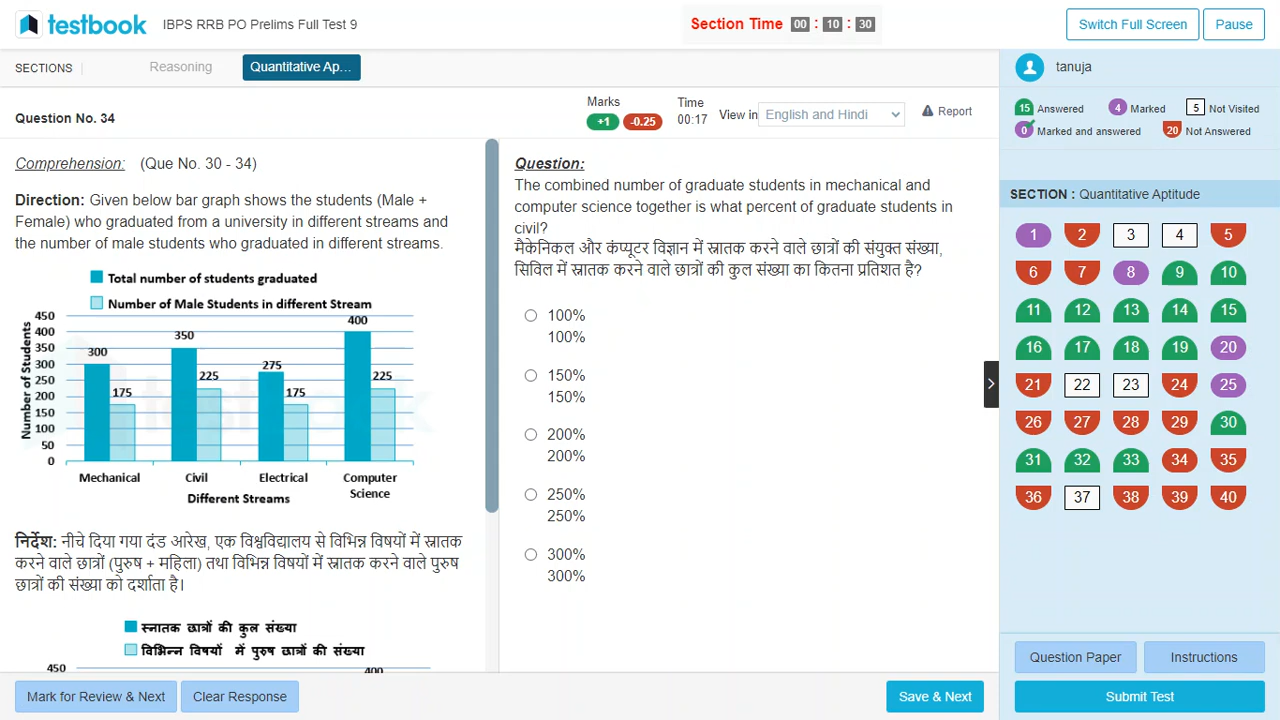 testbook
IBPS RRB PO Prelims Full Test 9
Section Time 00 : 10 : 30
Switch Full Screen
Pause
SECTIONS
Reasoning
Quantitative Ap...
tanuja
Question No. 34
Marks
+1 -0.25
Time
00:17
View in English and Hindi
Report
15 Answered
4 Marked
5 Not Visited
0 Marked and answered
20 Not Answered
Comprehension: (Que No. 30 - 34)
Direction: Given below bar graph shows the students (Male +
Female) who graduated from a university in different streams and
the number of male students who graduated in different streams.
Total number of students graduated
Number of Male Students in different Stream
Number of Students
450
400
350
300
250
200
150
100
50
0
300
175
350
225
275
175
400
225
Mechanical
Civil
Electrical
Computer
Science
Different Streams
निर्देश: नीचे दिया गया दंड आरेख, एक विश्वविद्यालय से विभिन्न विषयों में स्नातक
करने वाले छात्रों (पुरुष + महिला) तथा विभिन्न विषयों में स्नातक करने वाले पुरुष
छात्रों की संख्या को दर्शाता है।
स्नातक छात्रों की कुल संख्या
विभिन्न विषयों में पुरुष छात्रों की संख्या
450
400
Question:
The combined number of graduate students in mechanical and
computer science together is what percent of graduate students in
civil?
मैकेनिकल और कंप्यूटर विज्ञान में स्नातक करने वाले छात्रों की संयुक्त संख्या,
सिविल में स्नातक करने वाले छात्रों की कुल संख्या का कितना प्रतिशत है?
100%
100%
150%
150%
200%
200%
250%
250%
300%
300%
SECTION : Quantitative Aptitude
1 2 3 4 5
6 7 8 9 10
11 12 13 14 15
16 17 18 19 20
21 22 23 24 25
26 27 28 29 30
31 32 33 34 35
36 37 38 39 40
Question Paper
Instructions
Mark for Review & Next
Clear Response
Save & Next
Submit Test